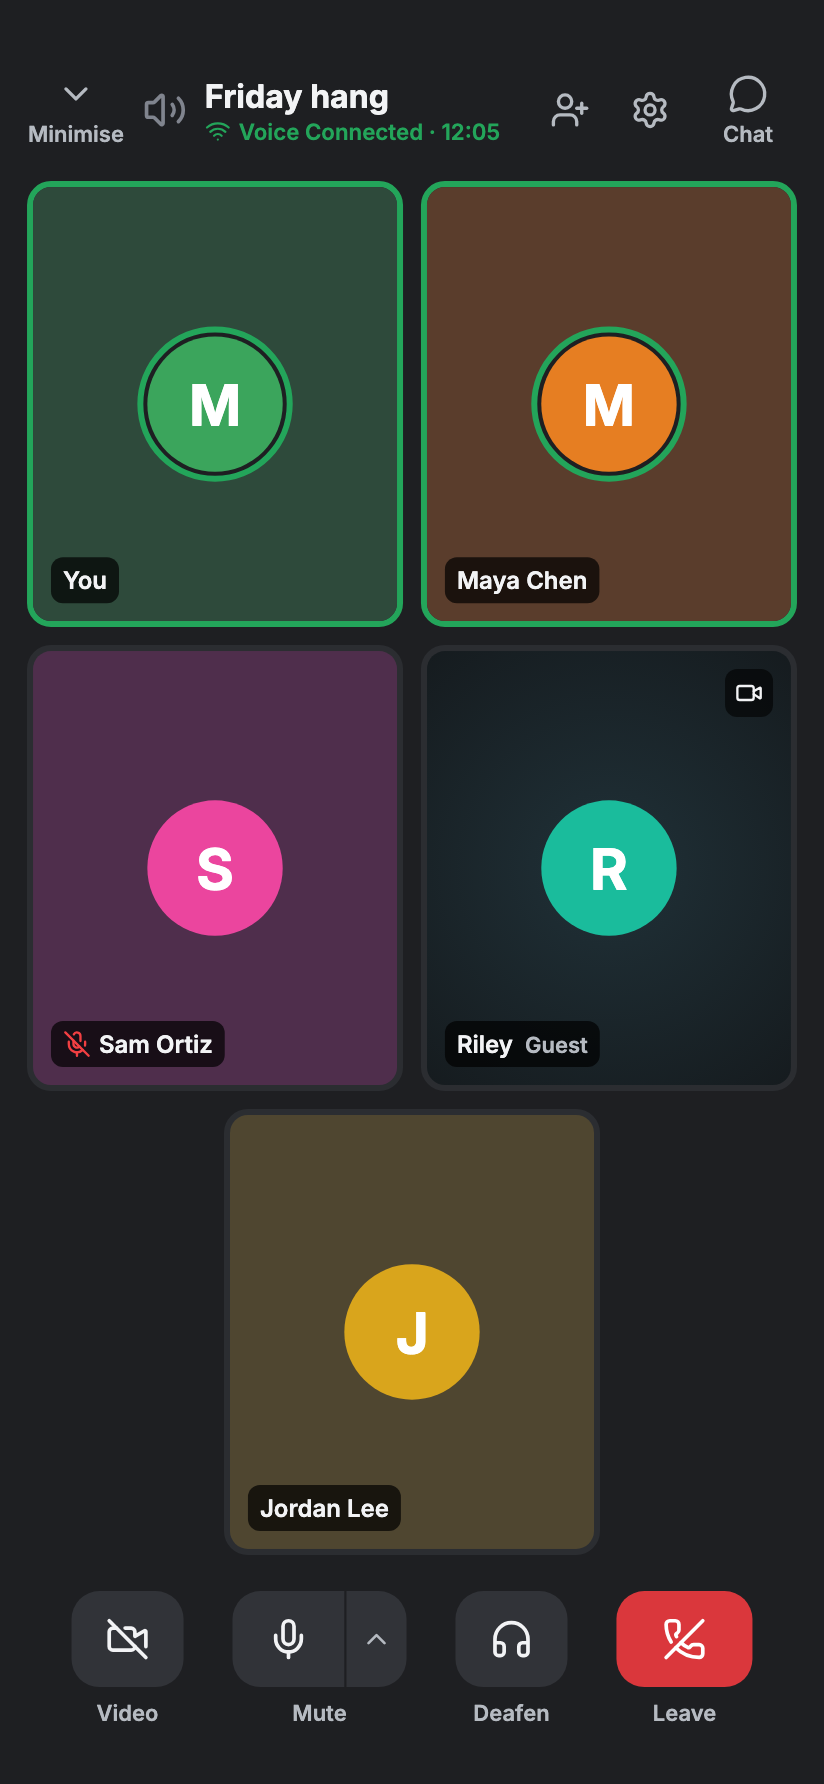 Friday hang
Minimise
Voice Connected · 12:05
Chat
M
You
M
Maya Chen
S
Sam Ortiz
R
Riley Guest
J
Jordan Lee
Video
Mute
Deafen
Leave